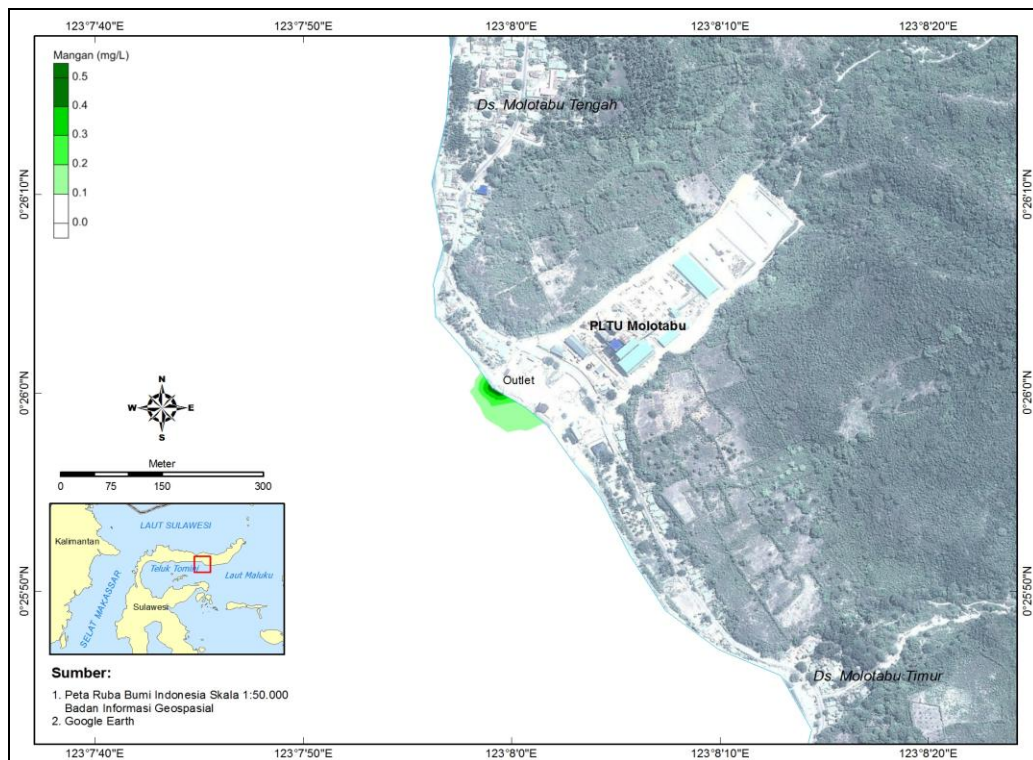 123°7'40"E
123°7'50"E
123°8'0"E
123°8'10"E
123°8'20"E
Mangan (mg/L)
0.5
0.4
0.3
0.2
0.1
0.0
Ds. Molotabu Tengah
0°26'10"N
0°26'10"N
PLTU Molotabu
Outlet
0°26'0"N
0°26'0"N
N
W
E
S
Meter
0
75
150
300
LAUT SULAWESI
Kalimantan
Teluk Tomini
Laut Maluku
SELAT MAKASSAR
Sulawesi
0°25'50"N
0°25'50"N
Sumber:
1. Peta Ruba Bumi Indonesia Skala 1:50.000
Badan Informasi Geospasial
2. Google Earth
Ds. Molotabu Timur
123°7'40"E
123°7'50"E
123°8'0"E
123°8'10"E
123°8'20"E